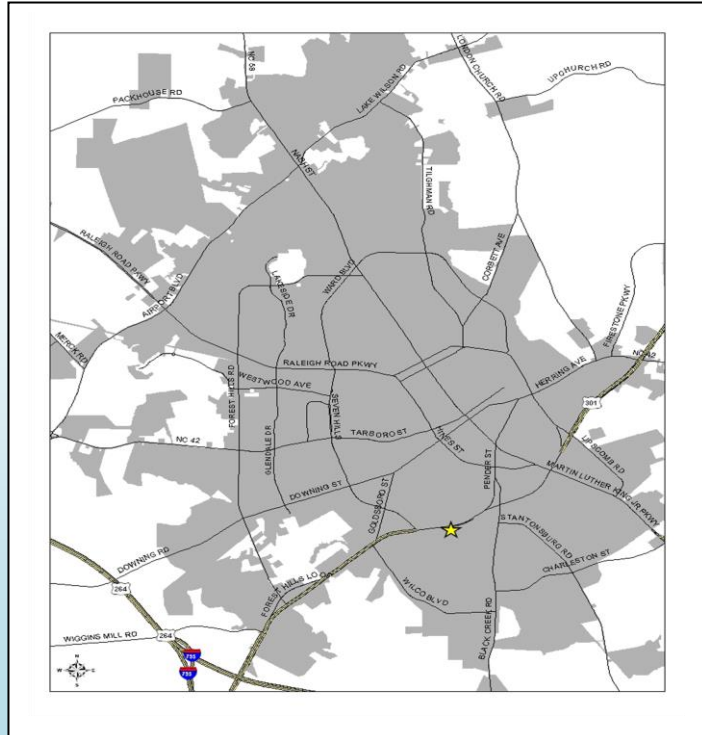 NC 58
LONDON CHURCH RD
UPCHURCH RD
LAKE WILSON RD
PACKHOUSE RD
NASH ST
TILGHMAN RD
RALEIGH ROAD PKWY
CORBETT AVE
WARD BLVD
LAKESIDE DR
AIRPORT BLVD
FIRESTONE PKWY
MERCK RD
NC 42
RALEIGH ROAD PKWY
HERRING AVE
WESTWOOD AVE
FOREST HILLS RD
SEVEN HILLS
301
TARBORO ST
HINES ST
NC 42
GLENDALE DR
LIPSCOMB RD
PENDER ST
MARTIN LUTHER KING JR PKWY
DOWNING ST
GOLDSBORO ST
STANTONSBURG RD
DOWNING RD
CHARLESTON ST
FOREST HILLS LOOP
WILCO BLVD
264
BLACK CREEK RD
WIGGINS MILL RD
264
795
795
N
W E
S